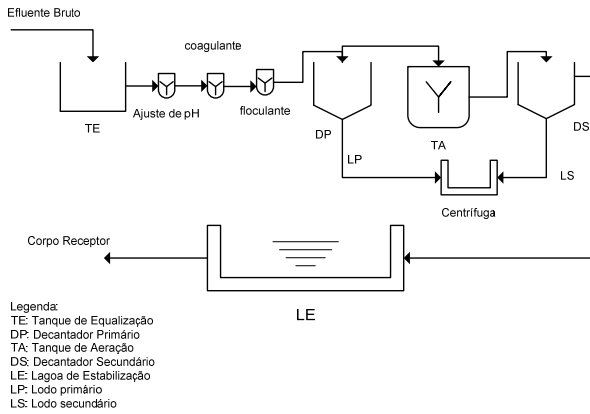 Efluente Bruto
coagulante
Ajuste de pH
floculante
TE
DP
TA
DS
LP
LS
Centrífuga
Corpo Receptor
LE
Legenda:
TE: Tanque de Equalização
DP: Decantador Primário
TA: Tanque de Aeração
DS: Decantador Secundário
LE: Lagoa de Estabilização
LP: Lodo primário
LS: Lodo secundário